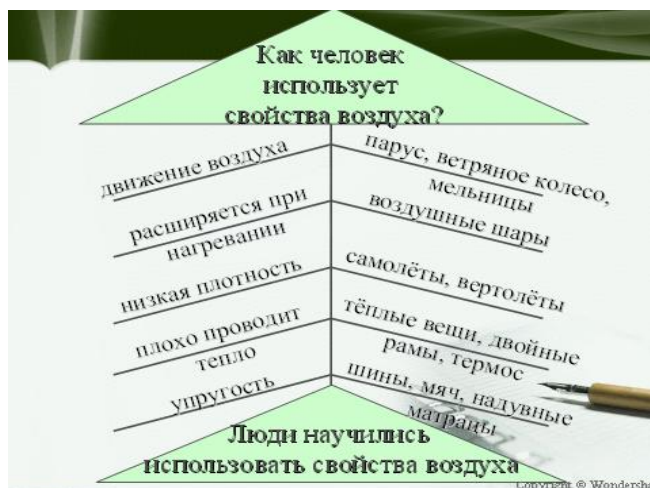 Как человек
использует
свойства воздуха?
движение воздуха
парус, ветряное колесо,
мельницы
расширяется при
нагревании
воздушные шары
низкая плотность
самолёты, вертолёты
плохо проводит
тепло
тёплые вещи, двойные
рамы, термос
упругость
шины, мяч, надувные
матрацы
Люди научились
использовать свойства воздуха
Copyright ©